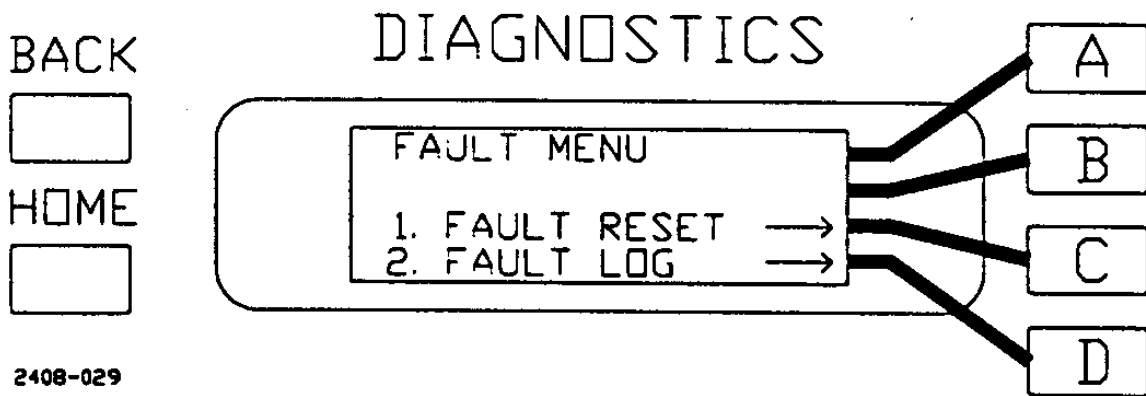 DIAGNOSTICS
BACK
HOME
FAULT MENU
1. FAULT RESET →
2. FAULT LOG →
A
B
C
D
2408-029